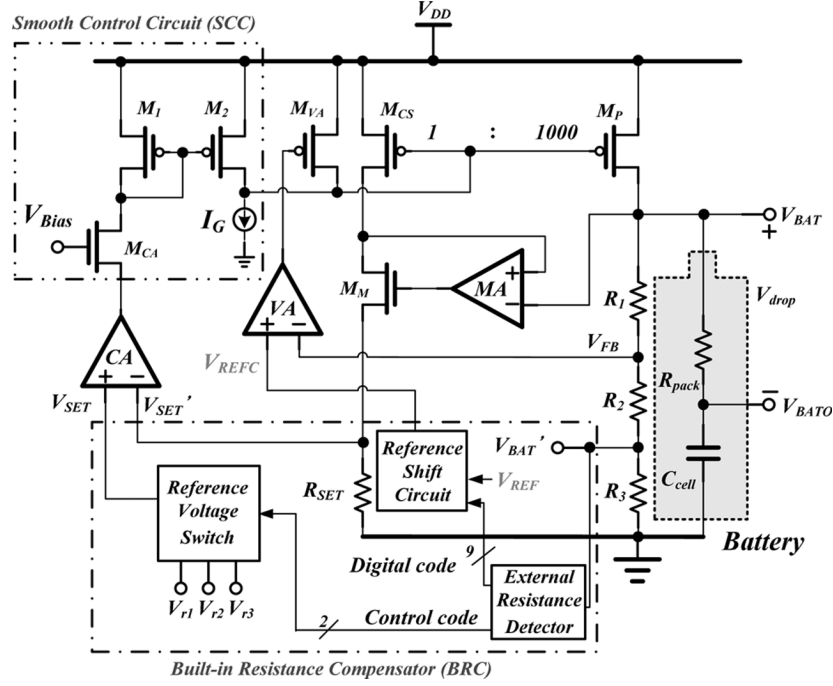 Smooth Control Circuit (SCC)
VDD
M1
M2
MVA
MCS
1 : 1000
MP
VBias
MCA
IG
VBAT
+
MM
MA
+
−
R1
Vdrop
VA
+ −
VREFC
VFB
CA
+ −
Rpack
−
VBATO
VSET
VSET'
R2
Reference
Shift
Circuit
VBAT'
Ccell
Reference
Voltage
Switch
RSET
VREF
R3
Battery
Digital code
9
External
Resistance
Detector
Vr1 Vr2 Vr3
2
Control code
Built-in Resistance Compensator (BRC)